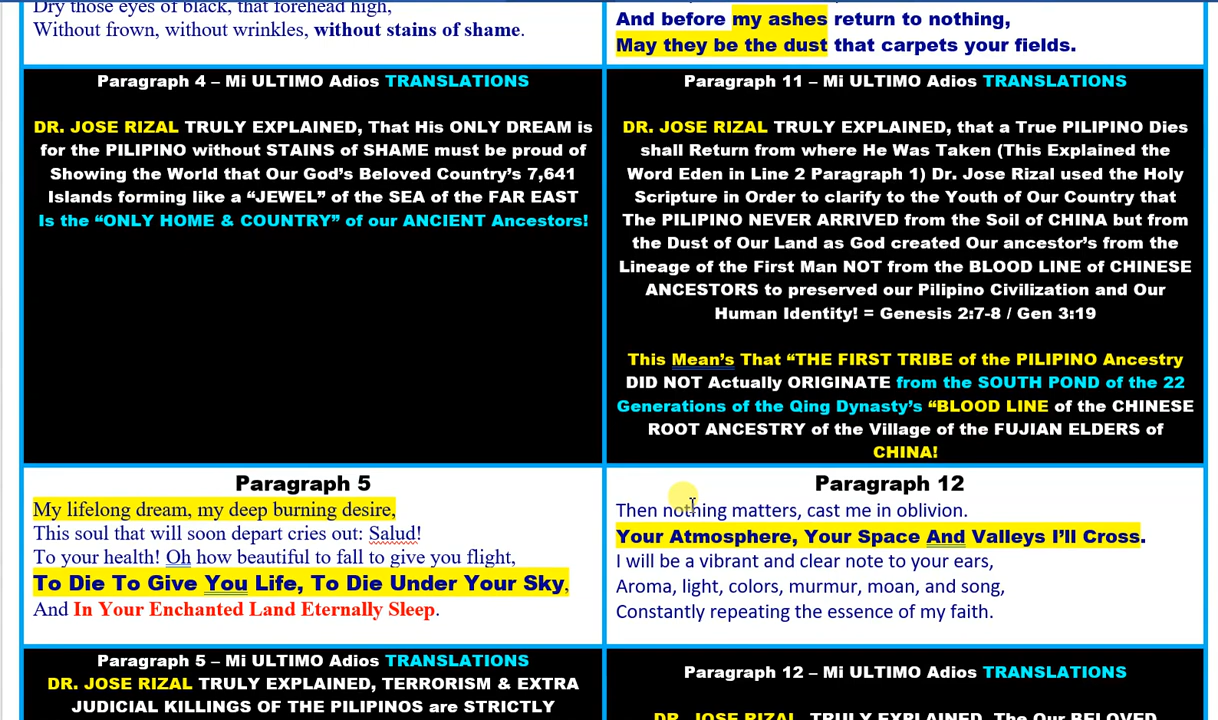 Dry those eyes of black, that forehead high,
Without frown, without wrinkles, without stains of shame.
Paragraph 4 – Mi ULTIMO Adios TRANSLATIONS
DR. JOSE RIZAL TRULY EXPLAINED, That His ONLY DREAM is
for the PILIPINO without STAINS of SHAME must be proud of
Showing the World that Our God's Beloved Country's 7,641
Islands forming like a “JEWEL” of the SEA of the FAR EAST
Is the “ONLY HOME & COUNTRY” of our ANCIENT Ancestors!
Paragraph 5
My lifelong dream, my deep burning desire,
This soul that will soon depart cries out: Salud!
To your health! Oh how beautiful to fall to give you flight,
To Die To Give You Life, To Die Under Your Sky,
And In Your Enchanted Land Eternally Sleep.
Paragraph 5 – Mi ULTIMO Adios TRANSLATIONS
DR. JOSE RIZAL TRULY EXPLAINED, TERRORISM & EXTRA
JUDICIAL KILLINGS OF THE PILIPINOS are STRICTLY
And before my ashes return to nothing,
May they be the dust that carpets your fields.
Paragraph 11 – Mi ULTIMO Adios TRANSLATIONS
DR. JOSE RIZAL TRULY EXPLAINED, that a True PILIPINO Dies
shall Return from where He Was Taken (This Explained the
Word Eden in Line 2 Paragraph 1) Dr. Jose Rizal used the Holy
Scripture in Order to clarify to the Youth of Our Country that
The PILIPINO NEVER ARRIVED from the Soil of CHINA but from
the Dust of Our Land as God created Our ancestor's from the
Lineage of the First Man NOT from the BLOOD LINE of CHINESE
ANCESTORS to preserved our Pilipino Civilization and Our
Human Identity! = Genesis 2:7-8 / Gen 3:19
This Mean's That “THE FIRST TRIBE of the PILIPINO Ancestry
DID NOT Actually ORIGINATE from the SOUTH POND of the 22
Generations of the Qing Dynasty's “BLOOD LINE of the CHINESE
ROOT ANCESTRY of the Village of the FUJIAN ELDERS of
CHINA!
Paragraph 12
Then nothing matters, cast me in oblivion.
Your Atmosphere, Your Space And Valleys I'll Cross.
I will be a vibrant and clear note to your ears,
Aroma, light, colors, murmur, moan, and song,
Constantly repeating the essence of my faith.
Paragraph 12 – Mi ULTIMO Adios TRANSLATIONS
DR. JOSE RIZAL TRULY EXPLAINED, The Our BELOVED